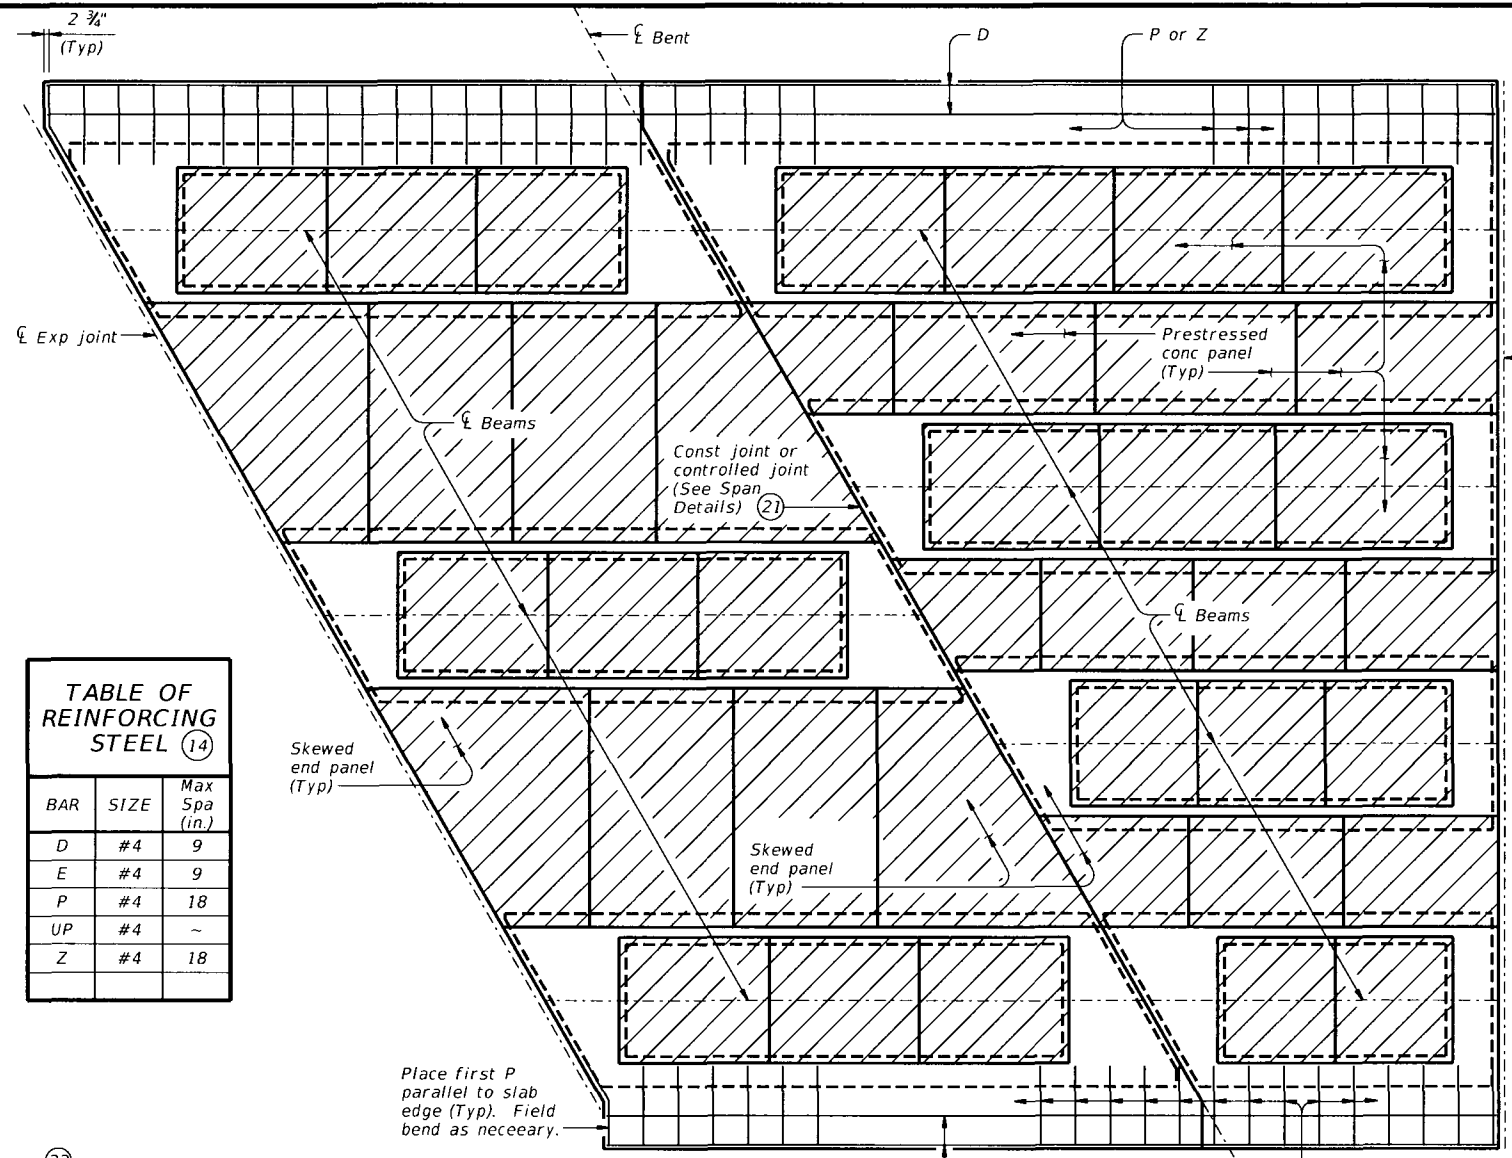 2 ¾"
(Typ)
℄ Bent
D
P or Z
℄ Exp joint
℄ Beams
Prestressed
conc panel
(Typ)
Const joint or
controlled joint
(See Span
Details) 21
℄ Beams
TABLE OF
REINFORCING
STEEL 14
BAR SIZE Max Spa (in.)
D #4 9
E #4 9
P #4 18
UP #4 ~
Z #4 18
Skewed
end panel
(Typ)
Skewed
end panel
(Typ)
Place first P
parallel to slab
edge (Typ). Field
bend as neceeary.